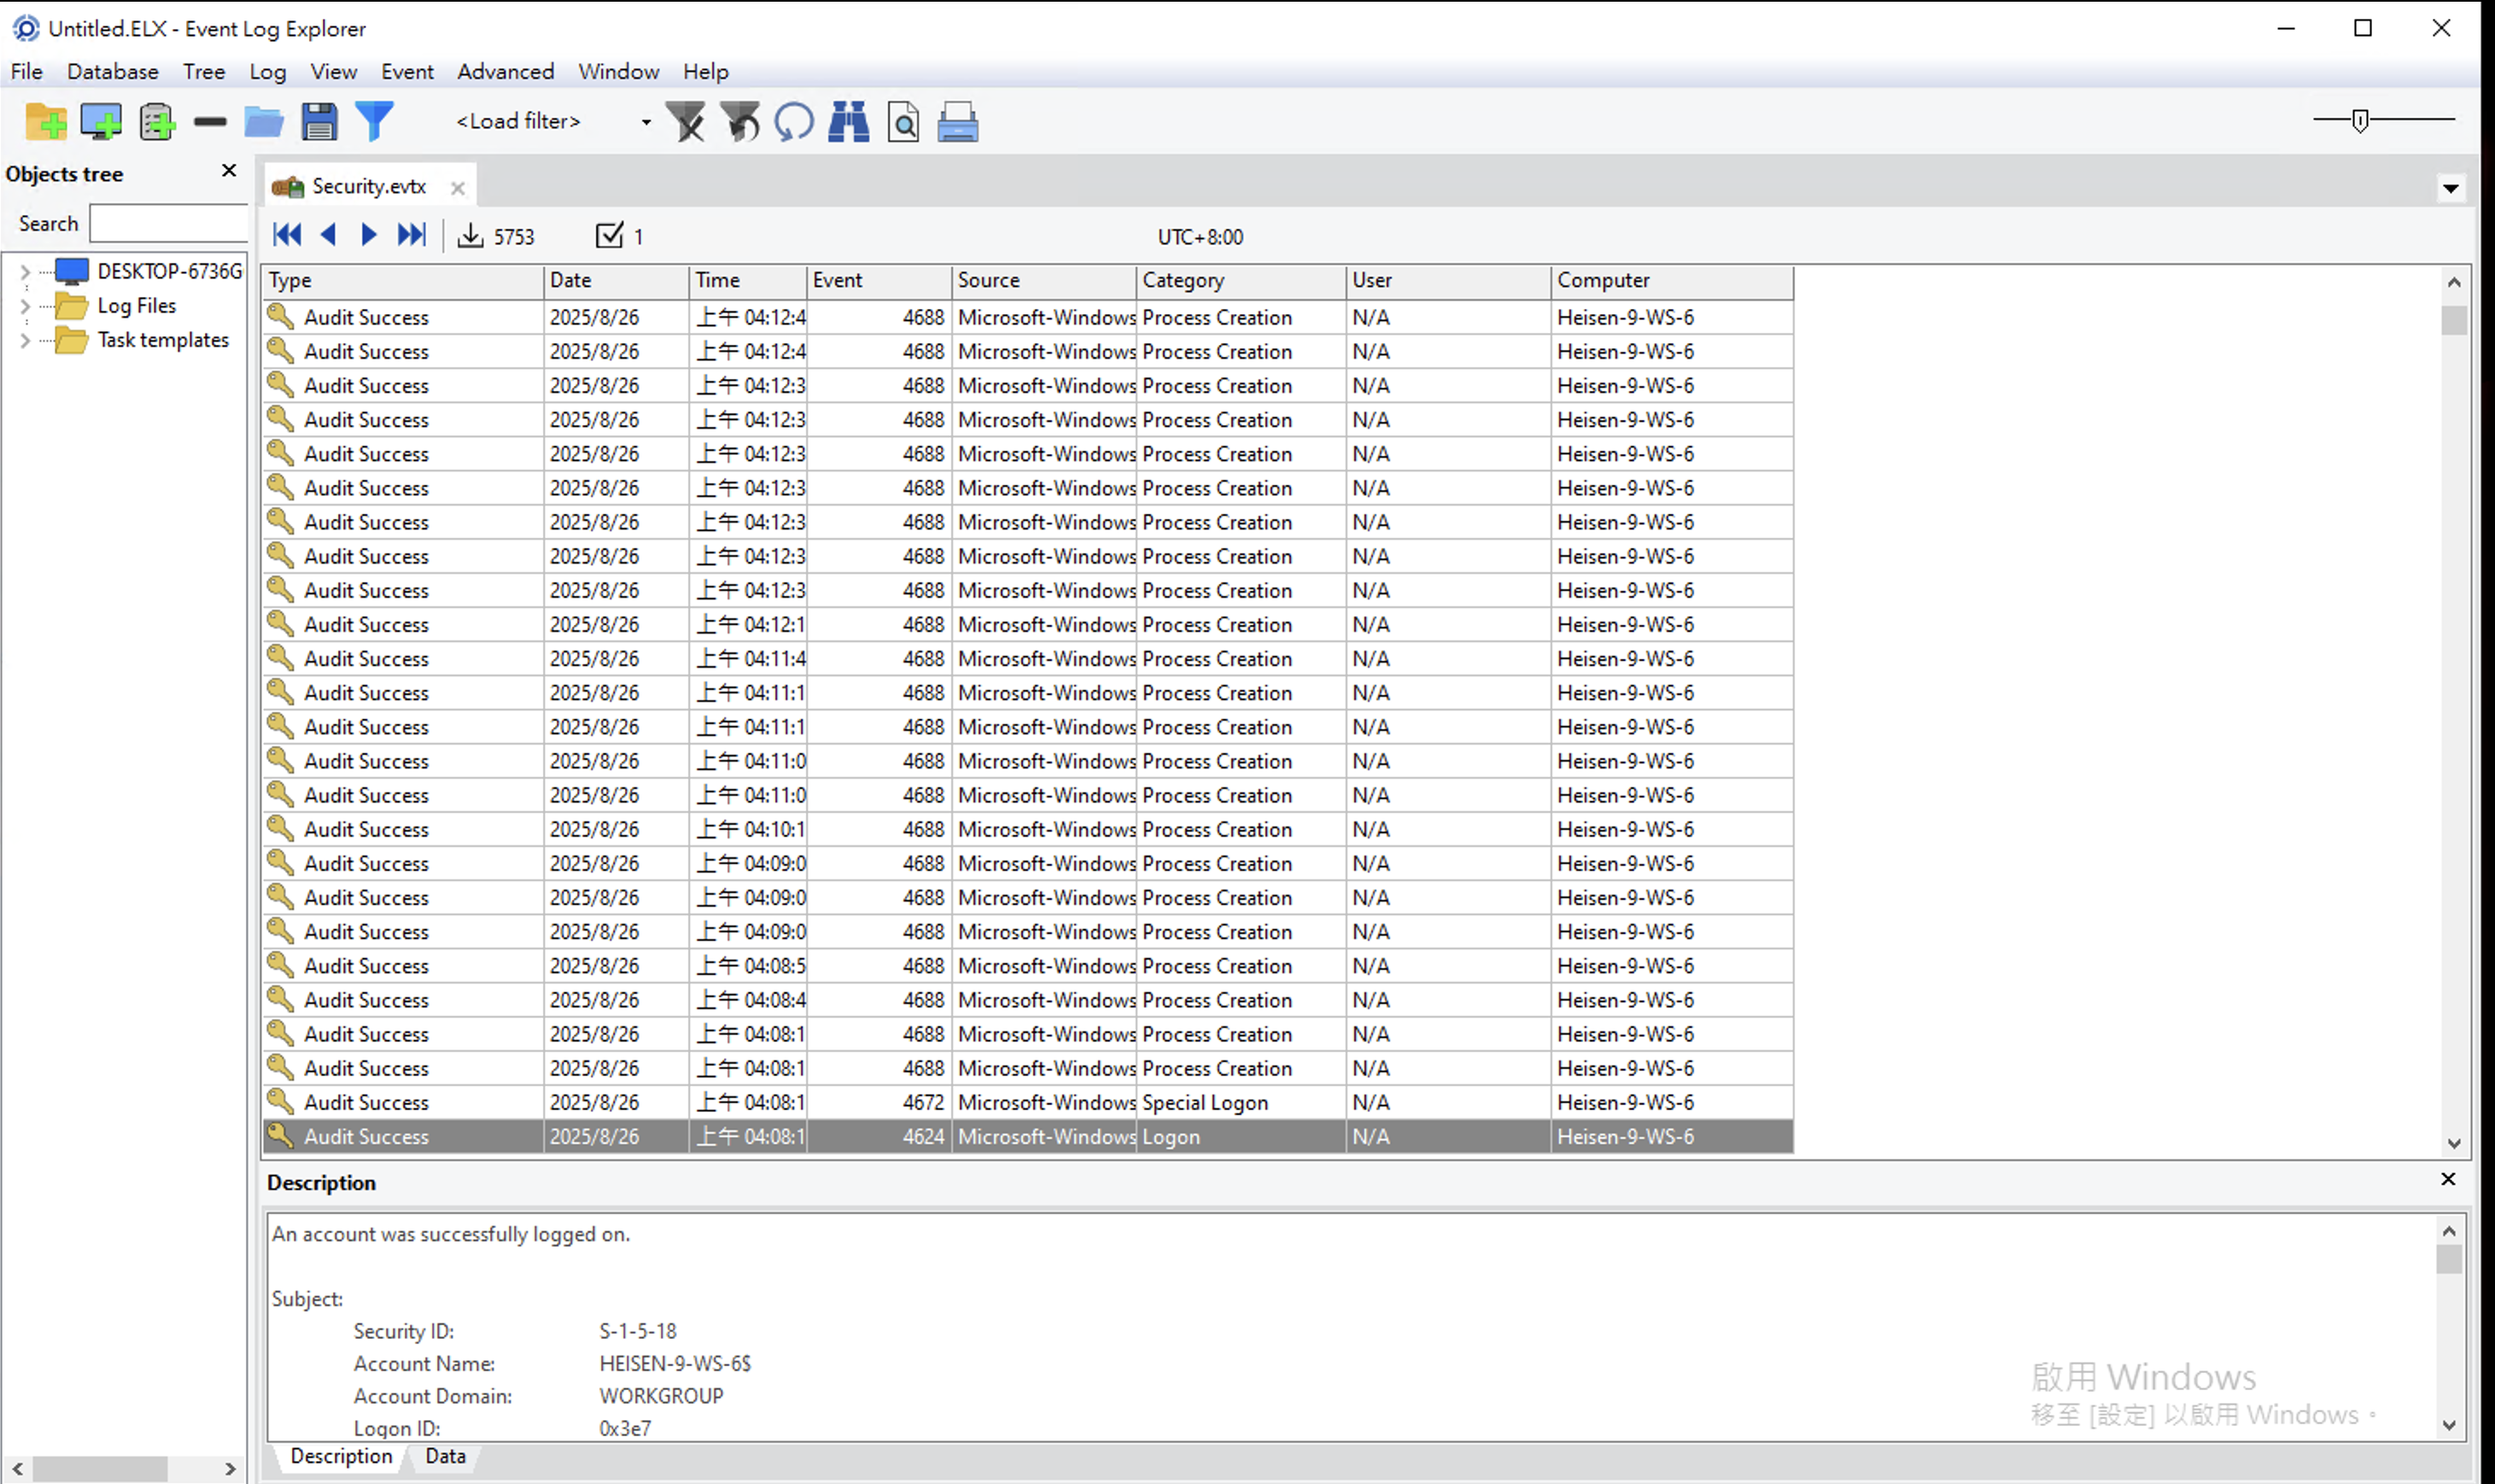 Untitled.ELX - Event Log Explorer
File Database Tree Log View Event Advanced Window Help
<Load filter>
Objects tree
Search
DESKTOP-6736G
Log Files
Task templates
Security.evtx
5753 1 UTC+8:00
Type Date Time Event Source Category User Computer
Audit Success 2025/8/26 上午 04:12:4 4688 Microsoft-Windows Process Creation N/A Heisen-9-WS-6
Audit Success 2025/8/26 上午 04:12:4 4688 Microsoft-Windows Process Creation N/A Heisen-9-WS-6
Audit Success 2025/8/26 上午 04:12:3 4688 Microsoft-Windows Process Creation N/A Heisen-9-WS-6
Audit Success 2025/8/26 上午 04:12:3 4688 Microsoft-Windows Process Creation N/A Heisen-9-WS-6
Audit Success 2025/8/26 上午 04:12:3 4688 Microsoft-Windows Process Creation N/A Heisen-9-WS-6
Audit Success 2025/8/26 上午 04:12:3 4688 Microsoft-Windows Process Creation N/A Heisen-9-WS-6
Audit Success 2025/8/26 上午 04:12:3 4688 Microsoft-Windows Process Creation N/A Heisen-9-WS-6
Audit Success 2025/8/26 上午 04:12:3 4688 Microsoft-Windows Process Creation N/A Heisen-9-WS-6
Audit Success 2025/8/26 上午 04:12:3 4688 Microsoft-Windows Process Creation N/A Heisen-9-WS-6
Audit Success 2025/8/26 上午 04:12:1 4688 Microsoft-Windows Process Creation N/A Heisen-9-WS-6
Audit Success 2025/8/26 上午 04:11:4 4688 Microsoft-Windows Process Creation N/A Heisen-9-WS-6
Audit Success 2025/8/26 上午 04:11:1 4688 Microsoft-Windows Process Creation N/A Heisen-9-WS-6
Audit Success 2025/8/26 上午 04:11:1 4688 Microsoft-Windows Process Creation N/A Heisen-9-WS-6
Audit Success 2025/8/26 上午 04:11:0 4688 Microsoft-Windows Process Creation N/A Heisen-9-WS-6
Audit Success 2025/8/26 上午 04:11:0 4688 Microsoft-Windows Process Creation N/A Heisen-9-WS-6
Audit Success 2025/8/26 上午 04:10:1 4688 Microsoft-Windows Process Creation N/A Heisen-9-WS-6
Audit Success 2025/8/26 上午 04:09:0 4688 Microsoft-Windows Process Creation N/A Heisen-9-WS-6
Audit Success 2025/8/26 上午 04:09:0 4688 Microsoft-Windows Process Creation N/A Heisen-9-WS-6
Audit Success 2025/8/26 上午 04:09:0 4688 Microsoft-Windows Process Creation N/A Heisen-9-WS-6
Audit Success 2025/8/26 上午 04:08:5 4688 Microsoft-Windows Process Creation N/A Heisen-9-WS-6
Audit Success 2025/8/26 上午 04:08:4 4688 Microsoft-Windows Process Creation N/A Heisen-9-WS-6
Audit Success 2025/8/26 上午 04:08:1 4688 Microsoft-Windows Process Creation N/A Heisen-9-WS-6
Audit Success 2025/8/26 上午 04:08:1 4688 Microsoft-Windows Process Creation N/A Heisen-9-WS-6
Audit Success 2025/8/26 上午 04:08:1 4672 Microsoft-Windows Special Logon N/A Heisen-9-WS-6
Audit Success 2025/8/26 上午 04:08:1 4624 Microsoft-Windows Logon N/A Heisen-9-WS-6
Description
An account was successfully logged on.
Subject:
Security ID: S-1-5-18
Account Name: HEISEN-9-WS-6$
Account Domain: WORKGROUP
Logon ID: 0x3e7
啟用 Windows
移至 [設定] 以啟用 Windows。
Description Data